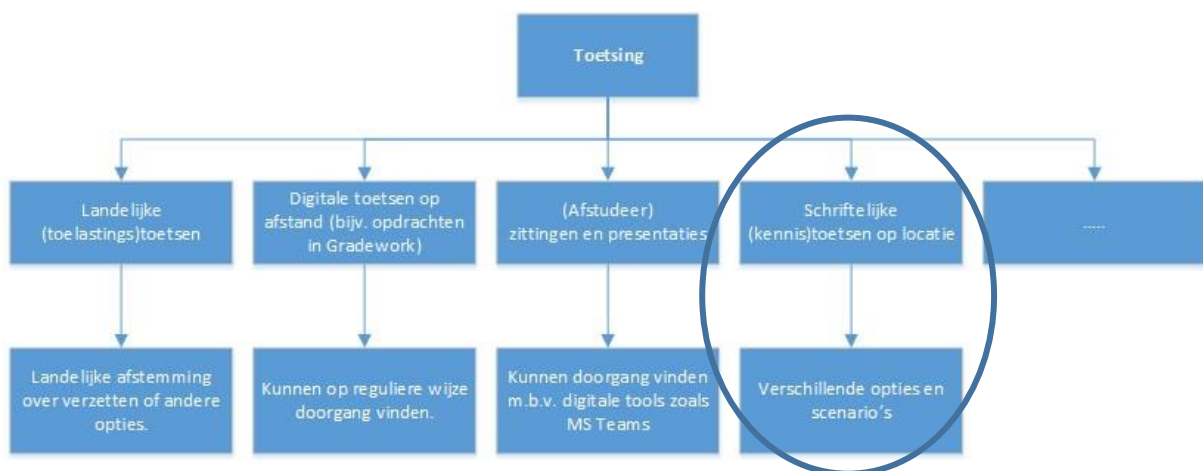 Toetsing
Landelijke
(toelastings)toetsen
Digitale toetsen op
afstand (bijv. opdrachten
in Gradework)
(Afstudeer)
zittingen en presentaties
Schriftelijke
(kennis)toetsen op locatie
.....
Landelijke afstemming
over verzetten of andere
opties.
Kunnen op reguliere wijze
doorgang vinden.
Kunnen doorgang vinden
m.b.v. digitale tools zoals
MS Teams
Verschillende opties en
scenario's